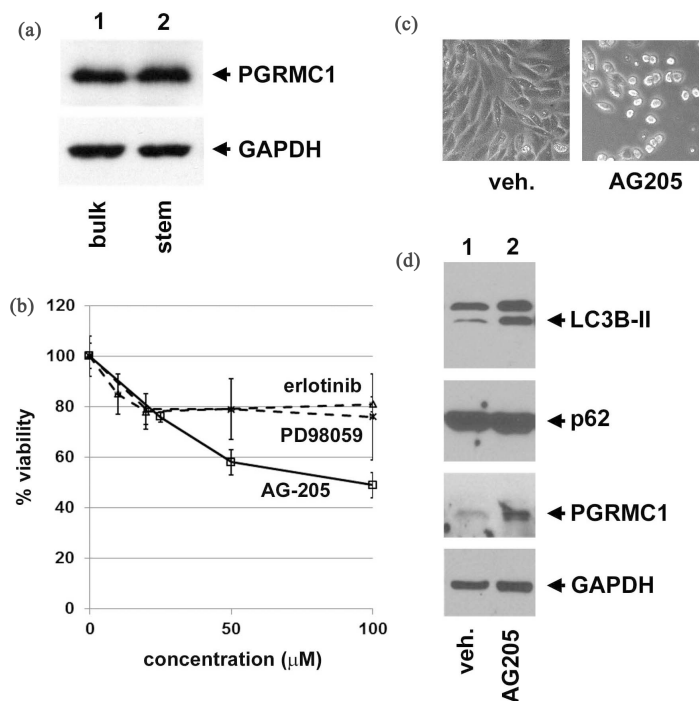 (a)
1 2
PGRMC1
GAPDH
bulk
stem
(b)
120
100
80
60
40
20
0
% viability
erlotinib
PD98059
AG-205
0 50 100
concentration (μM)
(c)
veh. AG205
(d)
1 2
LC3B-II
p62
PGRMC1
GAPDH
veh.
AG205